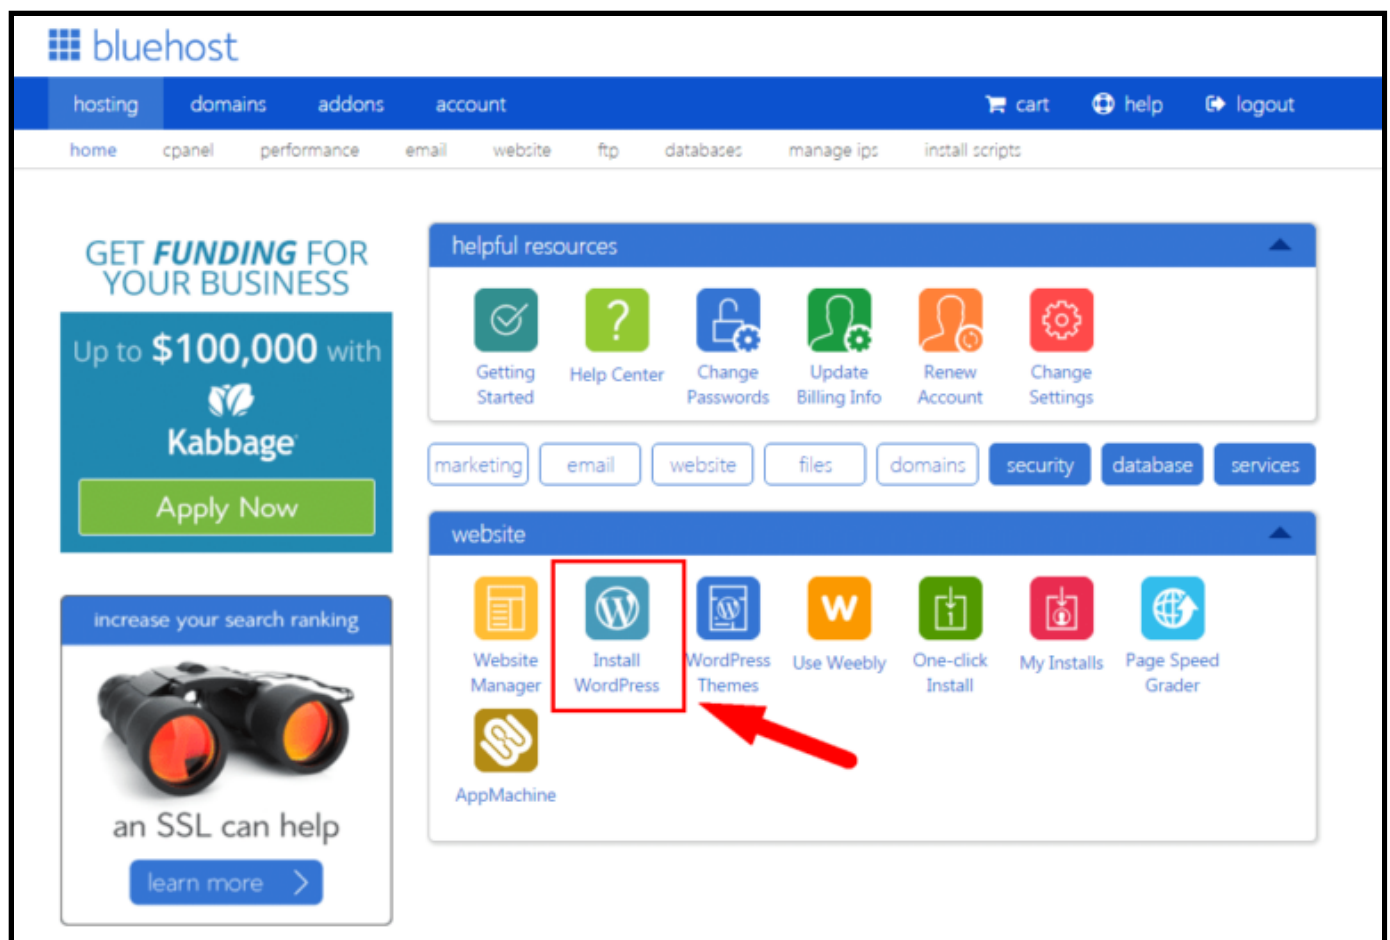 bluehost
hosting domains addons account cart help logout
home cpanel performance email website ftp databases manage ips install scripts
GET FUNDING FOR
YOUR BUSINESS
Up to $100,000 with
Kabbage
Apply Now
increase your search ranking
an SSL can help
learn more
helpful resources
Getting
Started
Help Center
Change
Passwords
Update
Billing Info
Renew
Account
Change
Settings
marketing email website files domains security database services
website
Website
Manager
Install
WordPress
WordPress
Themes
Use Weebly
One-click
Install
My Installs
Page Speed
Grader
AppMachine